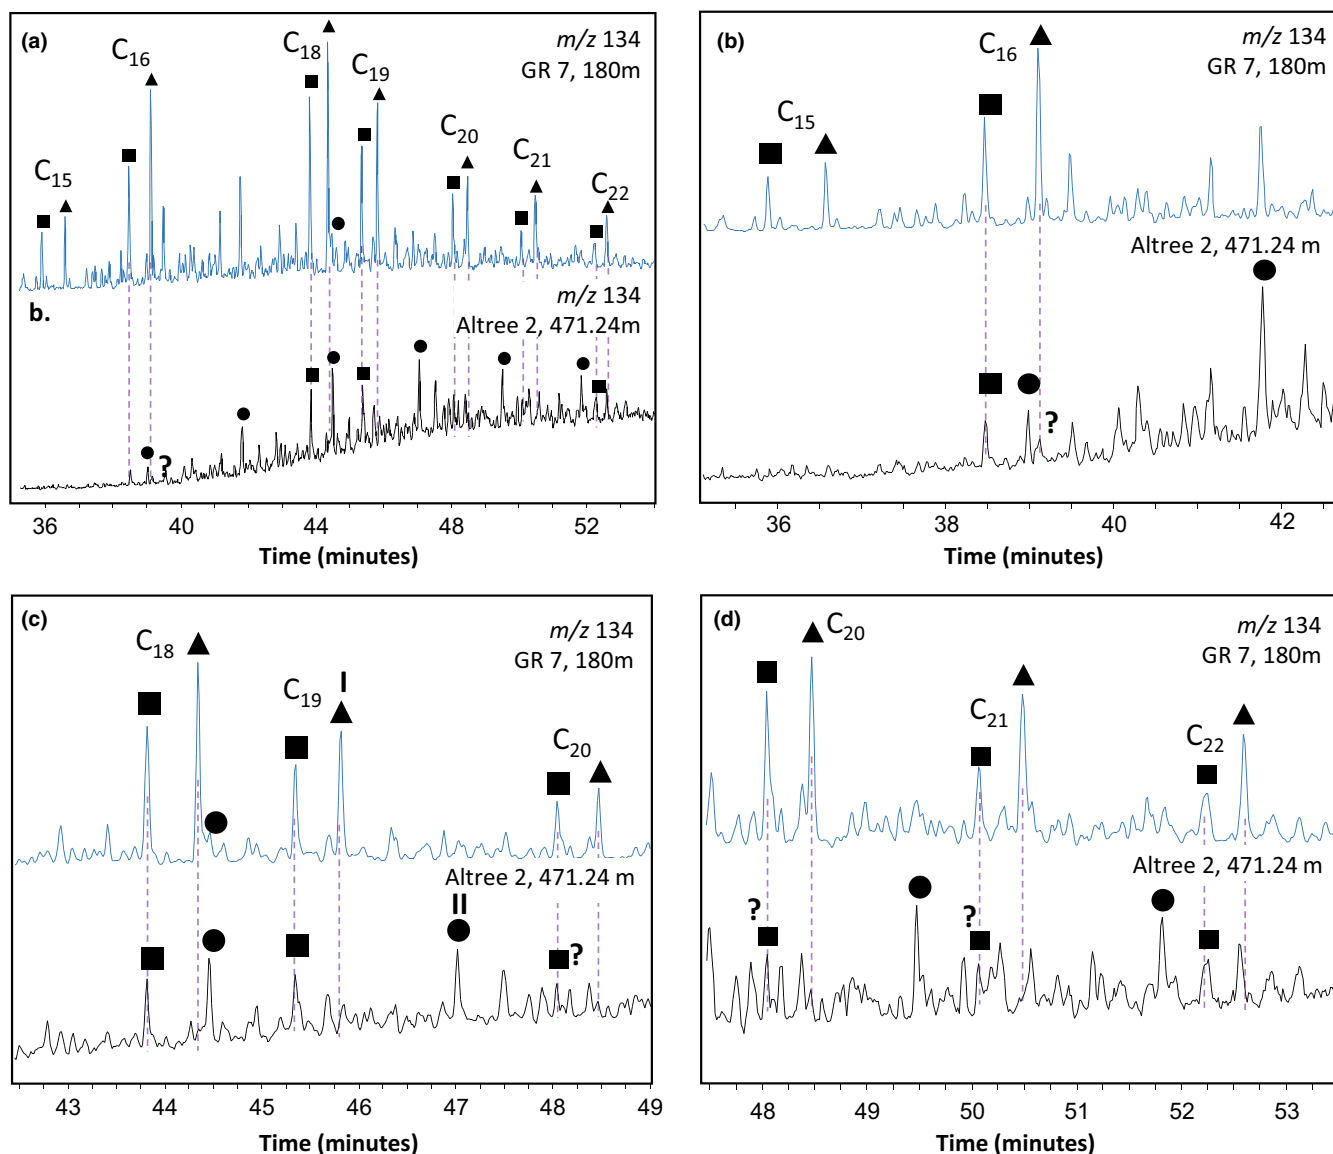 (a)
m/z 134
GR 7, 180m
C15
C16
C18
C19
C20
C21
C22
b.
m/z 134
Altree 2, 471.24m
?
36 40 44 48 52
Time (minutes)
(b)
m/z 134
GR 7, 180m
C15
C16
Altree 2, 471.24 m
?
36 38 40 42
Time (minutes)
(c)
m/z 134
GR 7, 180m
C18
C19
I
C20
Altree 2, 471.24 m
II
?
43 44 45 46 47 48 49
Time (minutes)
(d)
m/z 134
GR 7, 180m
C20
C21
C22
Altree 2, 471.24 m
? ?
48 49 50 51 52 53
Time (minutes)